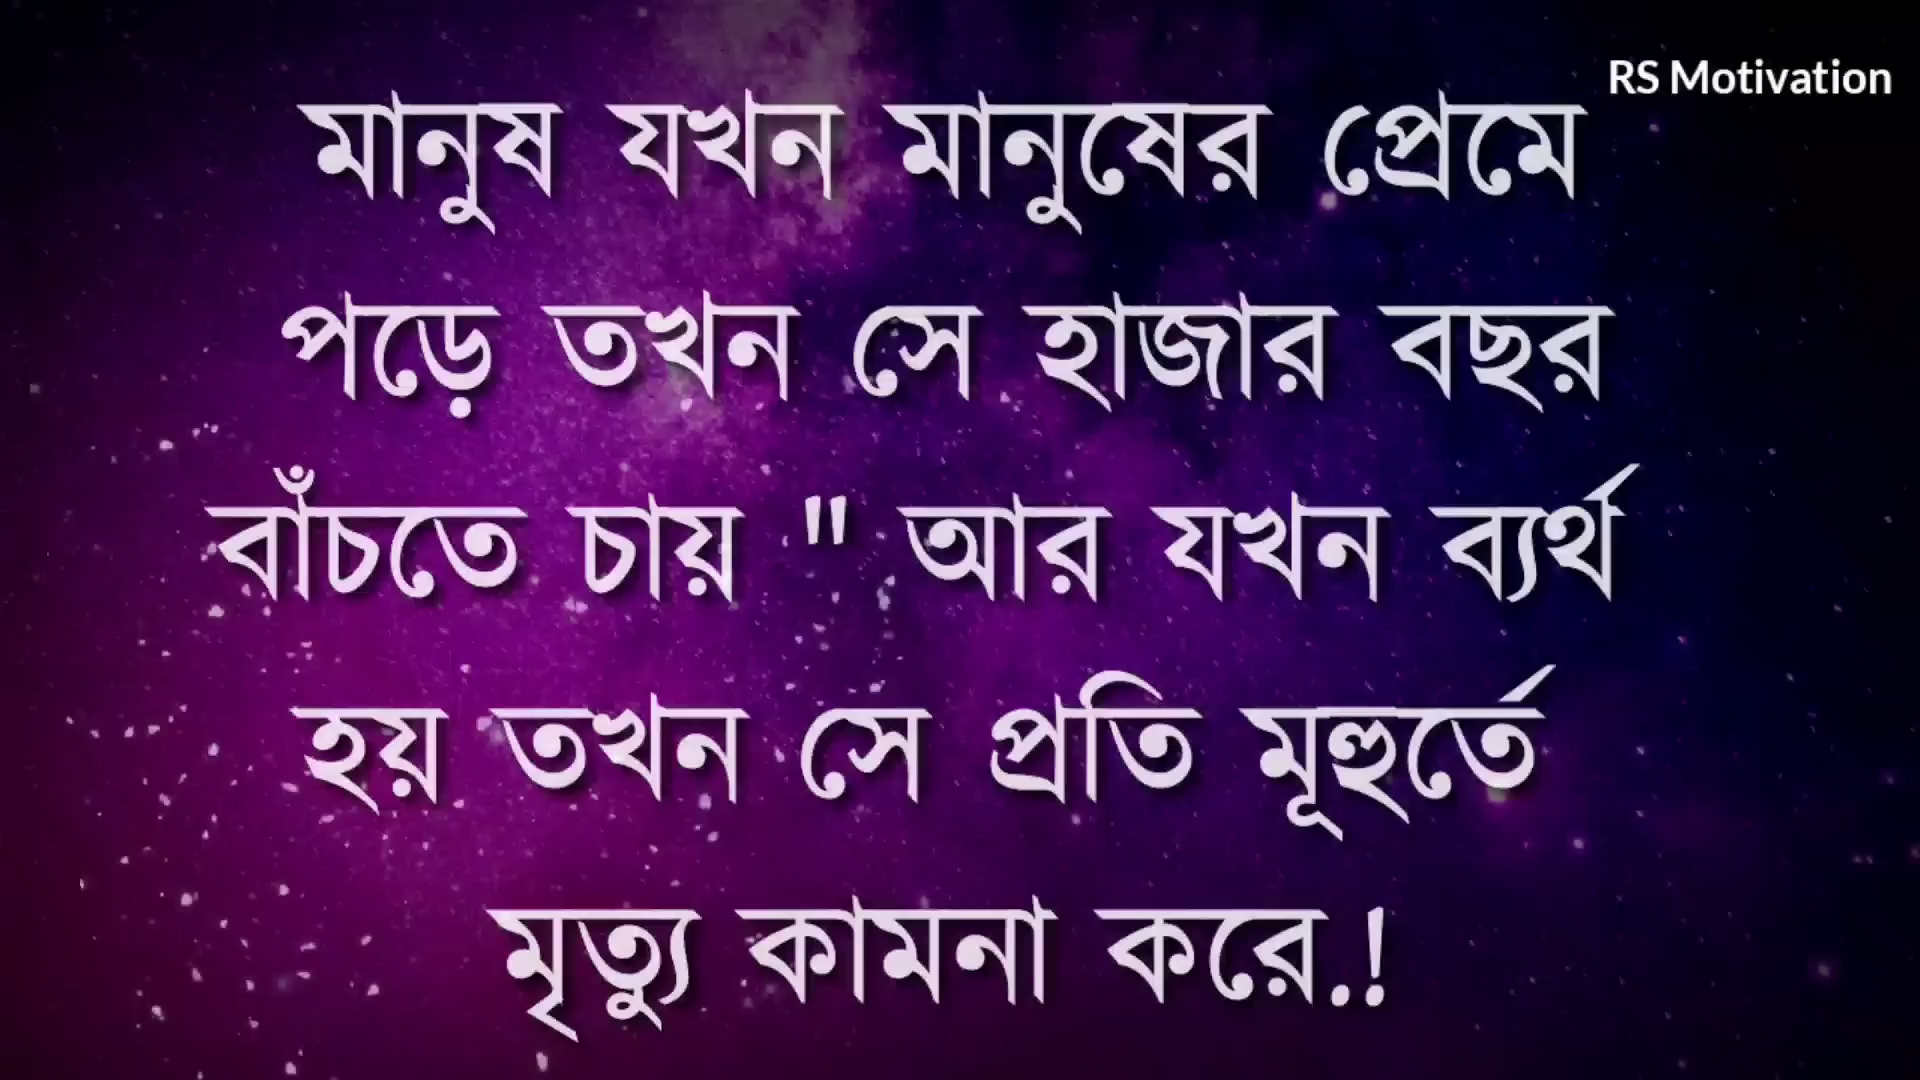 RS Motivation
মানুষ যখন মানুষের প্রেমে
পড়ে তখন সে হাজার বছর
বাঁচতে চায় " আর যখন ব্যর্থ
হয় তখন সে প্রতি মূহুর্তে
মৃত্যু কামনা করে.!